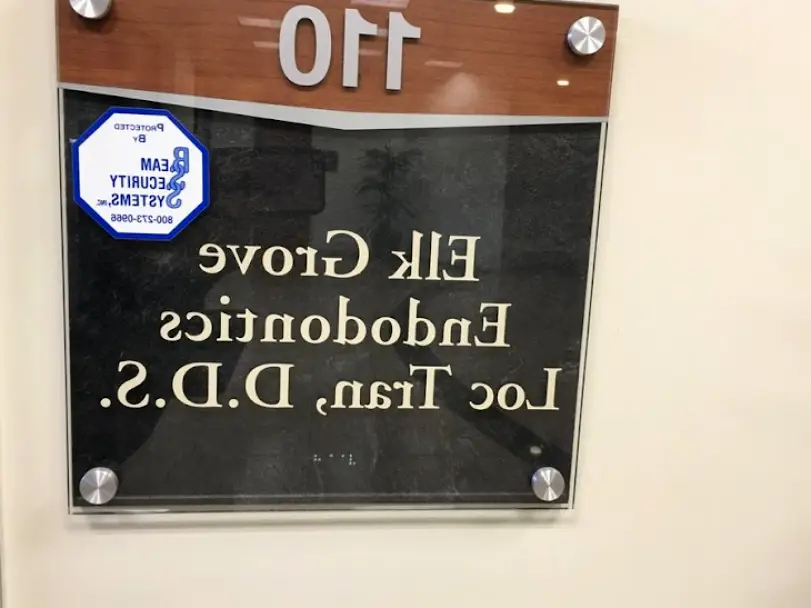 110
PROTECTED
BY
BEAM
SECURITY
SYSTEMS, INC.
800-273-0966
Elk Grove
Endodontics
Loc Tran, D.D.S.